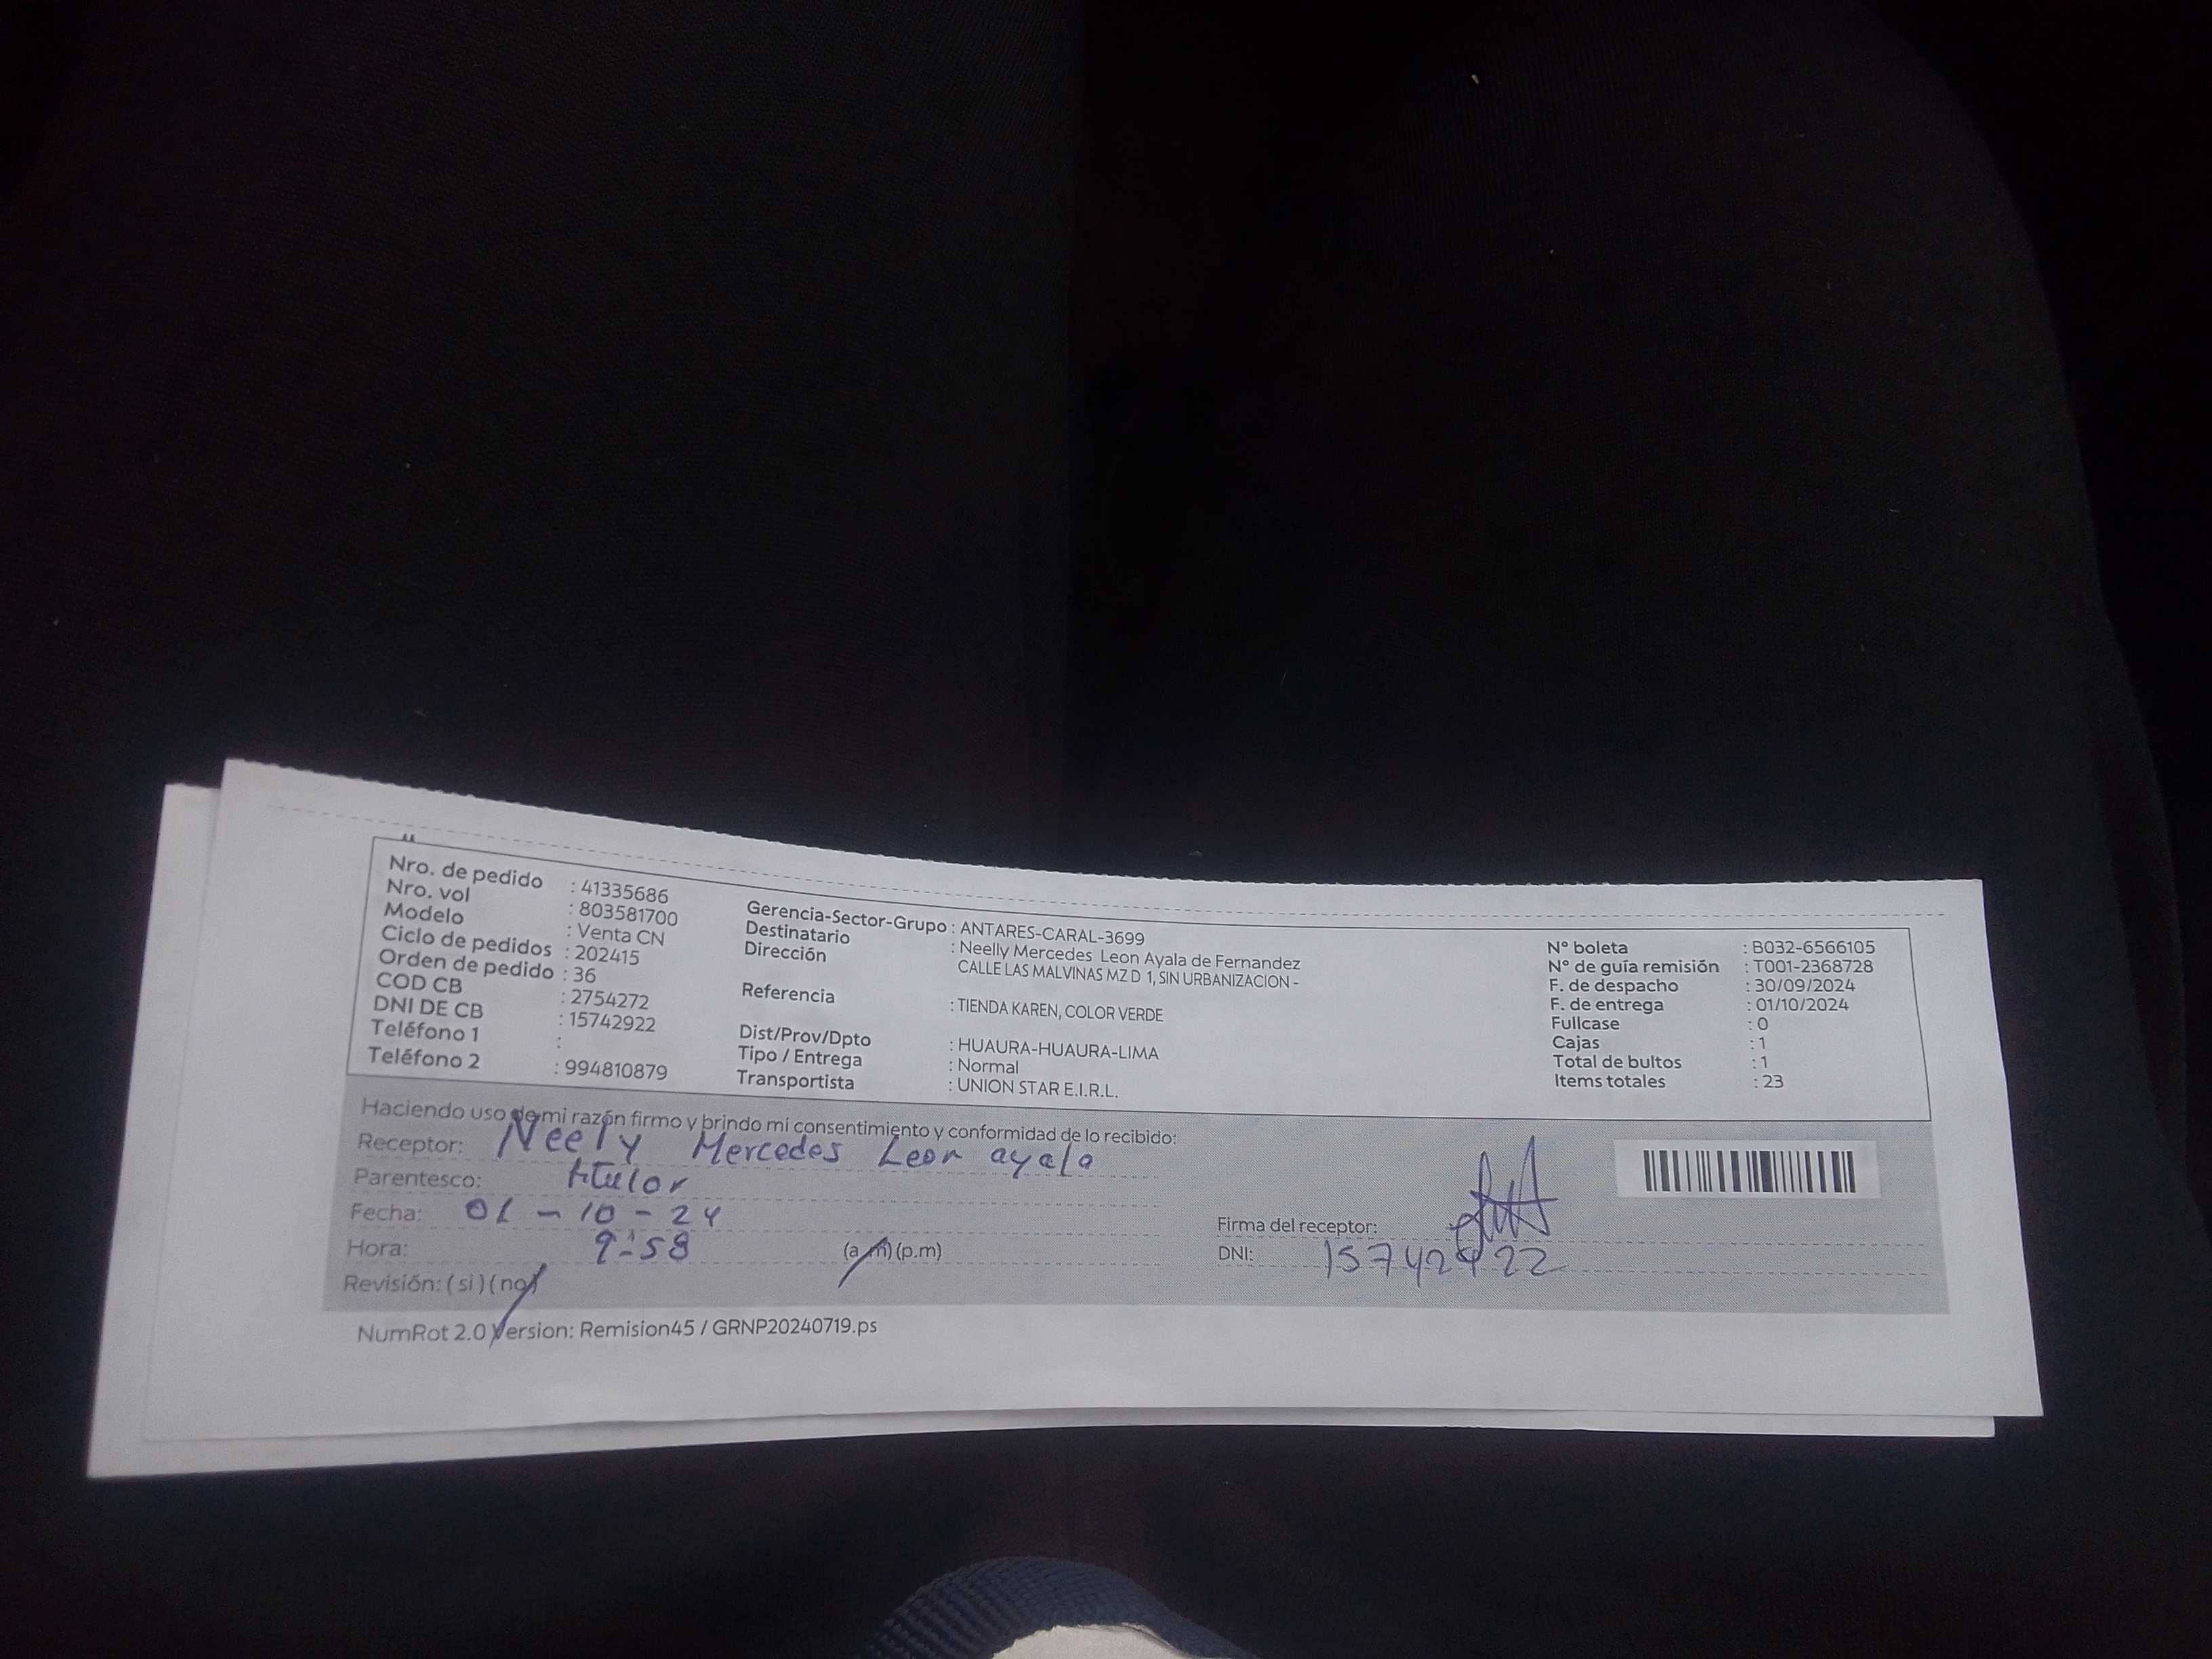 Nro. de pedido : 41335686
Nro. vol : 803581700
Modelo : Venta CN
Ciclo de pedidos : 202415
Orden de pedido : 36
COD CB : 2754272
DNI DE CB : 15742922
Teléfono 1 :
Teléfono 2 : 994810879
Gerencia-Sector-Grupo : ANTARES-CARAL-3699
Destinatario : Neelly Mercedes Leon Ayala de Fernandez
Dirección CALLE LAS MALVINAS MZ D 1, SIN URBANIZACION -
Referencia : TIENDA KAREN, COLOR VERDE
Dist/Prov/Dpto : HUAURA-HUAURA-LIMA
Tipo / Entrega : Normal
Transportista : UNION STAR E.I.R.L.
N° boleta : B032-6566105
N° de guía remisión : T001-2368728
F. de despacho : 30/09/2024
F. de entrega : 01/10/2024
Fullcase : 0
Cajas : 1
Total de bultos : 1
Items totales : 23
Haciendo uso de mi razón firmo y brindo mi consentimiento y conformidad de lo recibido:
Receptor: Neely Mercedes Leon ayala
Parentesco: titular
Fecha: 01 - 10 - 24
Hora: 9:58 (a.m) (p.m)
Revisión: ( si ) ( no )
Firma del receptor:
DNI: 15742922
NumRot 2.0 Version: Remision45 / GRNP20240719.ps